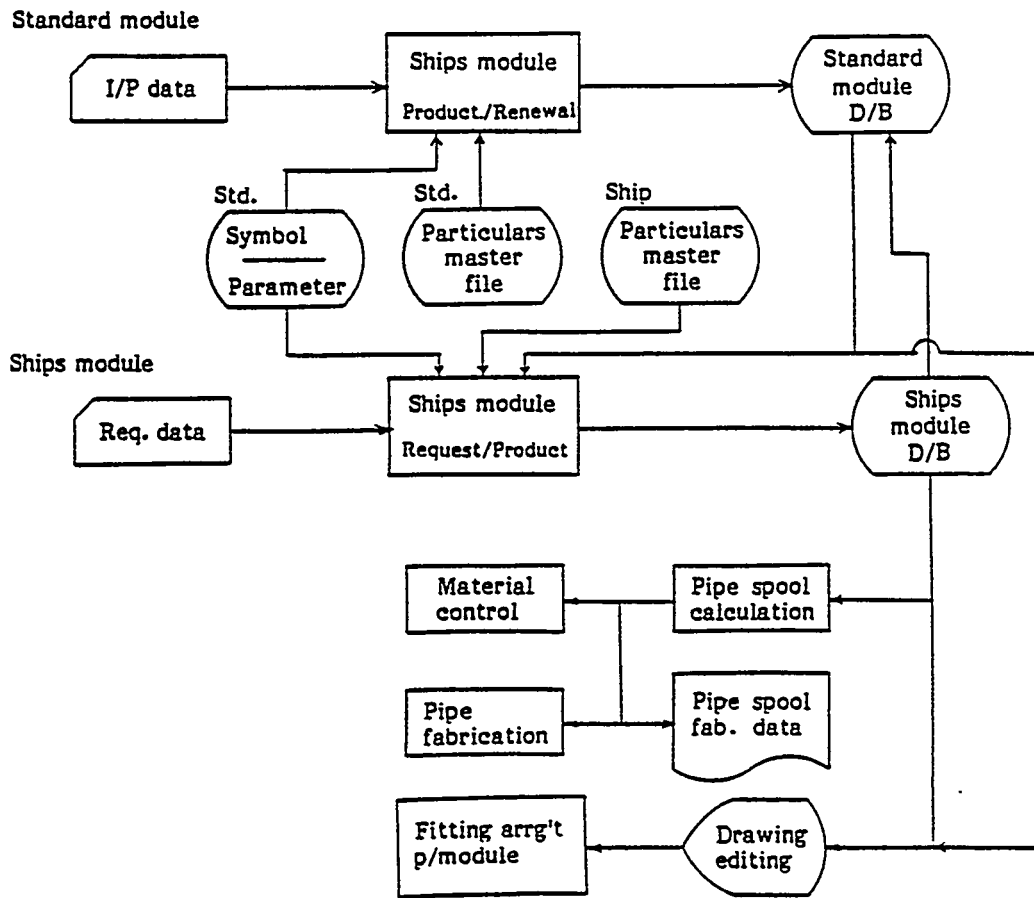 Standard module
I/P data
Ships module
Product./Renewal
Standard
module
D/B
Std.
Symbol
Parameter
Std.
Particulars
master
file
Ship
Particulars
master
file
Ships module
Req. data
Ships module
Request/Product
Ships
module
D/B
Material
control
Pipe spool
calculation
Pipe
fabrication
Pipe spool
fab. data
Fitting arrg't
p/module
Drawing
editing